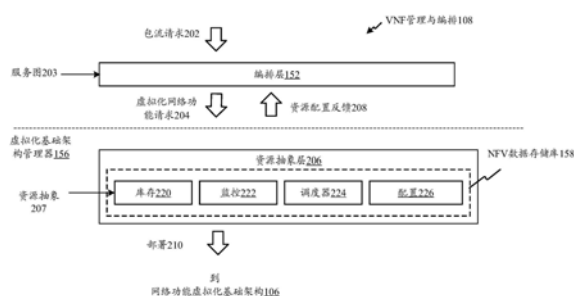 包流请求202
VNF管理与编排108
服务图203
编排层152
虚拟化网络功
能请求204
资源配置反馈208
虚拟化基础架
构管理器156
资源抽象层206
NFV数据存储库158
资源抽象
207
库存220
监控222
调度器224
配置226
部署210
到
网络功能虚拟化基础架构106